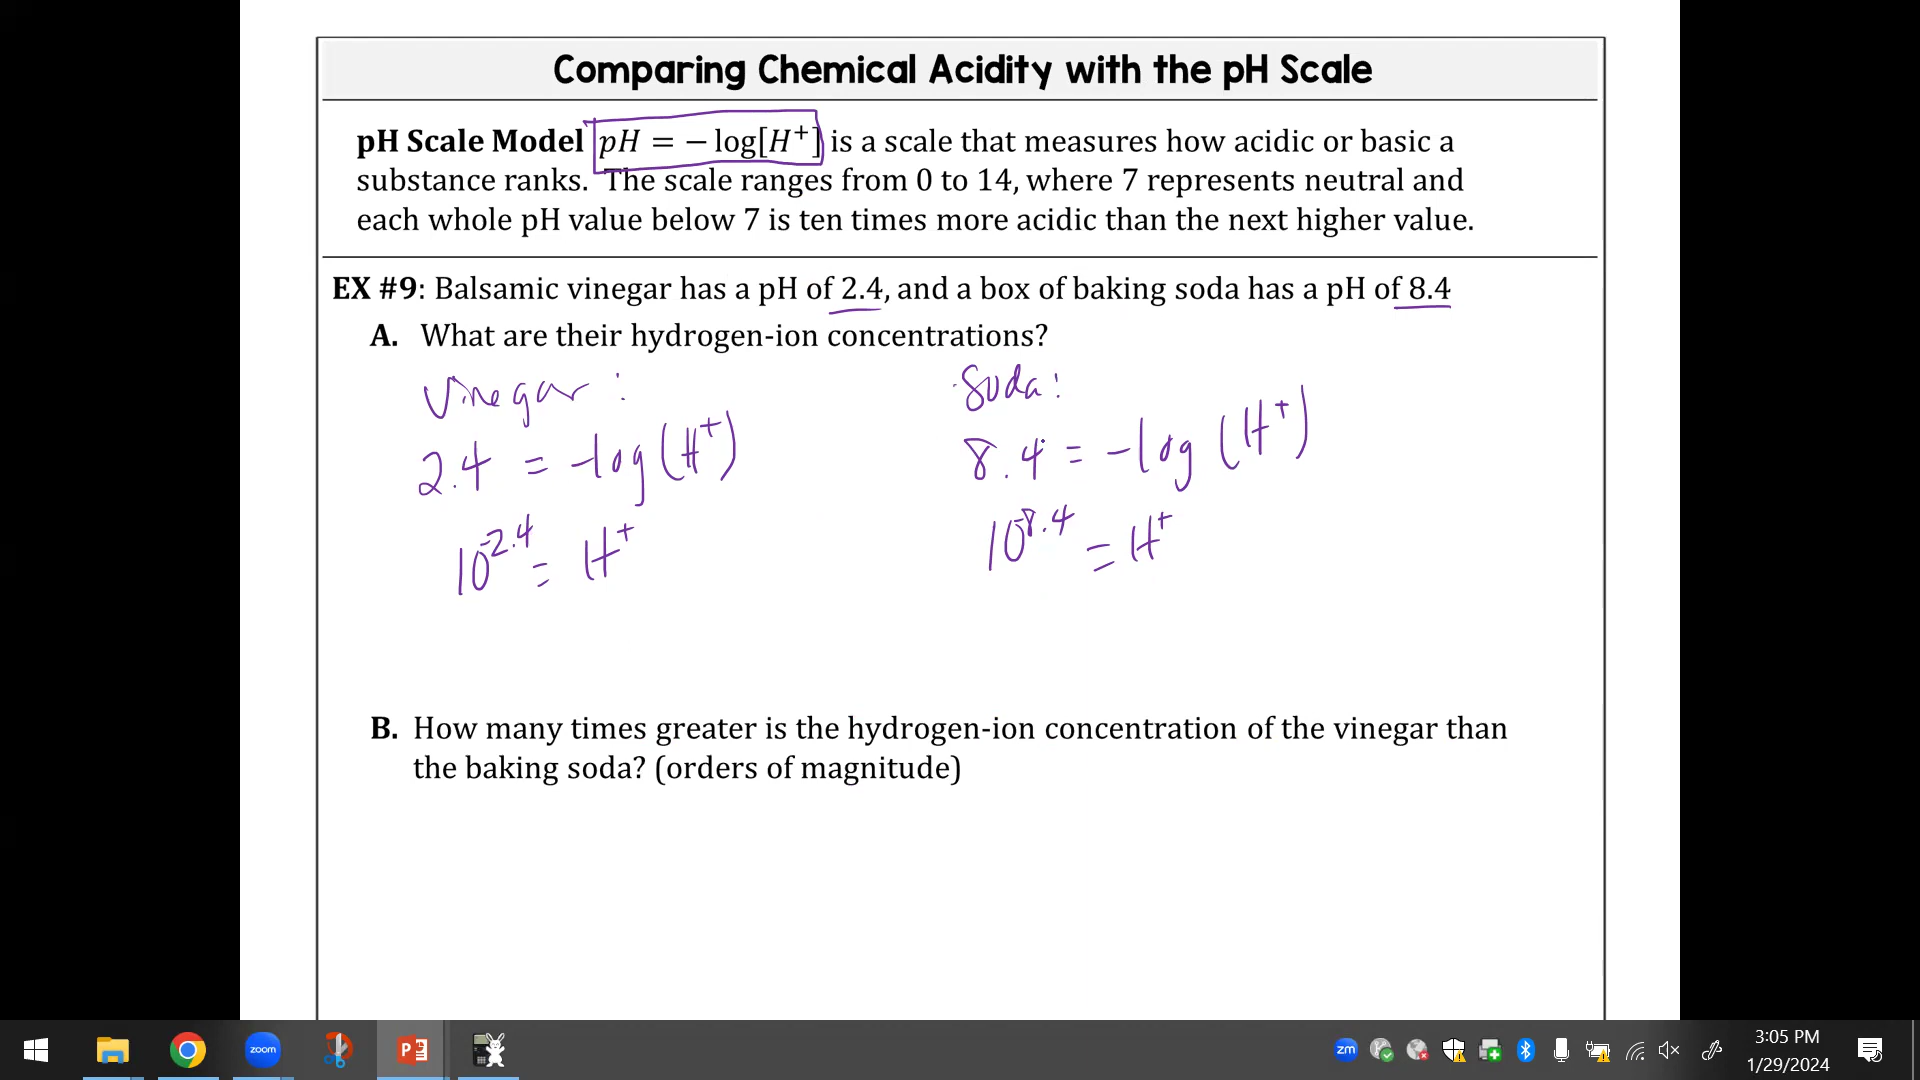 Comparing Chemical Acidity with the pH Scale
pH Scale Model pH = − log[H⁺] is a scale that measures how acidic or basic a
substance ranks. The scale ranges from 0 to 14, where 7 represents neutral and
each whole pH value below 7 is ten times more acidic than the next higher value.
EX #9: Balsamic vinegar has a pH of 2.4, and a box of baking soda has a pH of 8.4
A. What are their hydrogen-ion concentrations?
Vinegar :
2.4 = -log(H⁺)
10^-2.4 = H⁺
Soda:
8.4 = -log(H⁺)
10^-8.4 = H⁺
B. How many times greater is the hydrogen-ion concentration of the vinegar than
the baking soda? (orders of magnitude)
zoom
P
zm
3:05 PM
1/29/2024